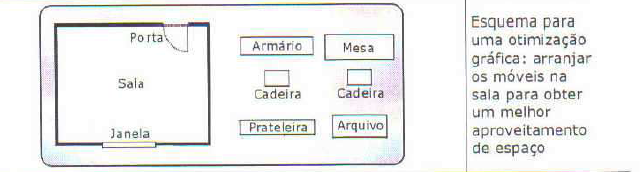 Porta
Sala
Janela
Armário
Mesa
Cadeira
Cadeira
Prateleira
Arquivo
Esquema para
uma otimização
gráfica: arranjar
os móveis na
sala para obter
um melhor
aproveitamento
de espaço